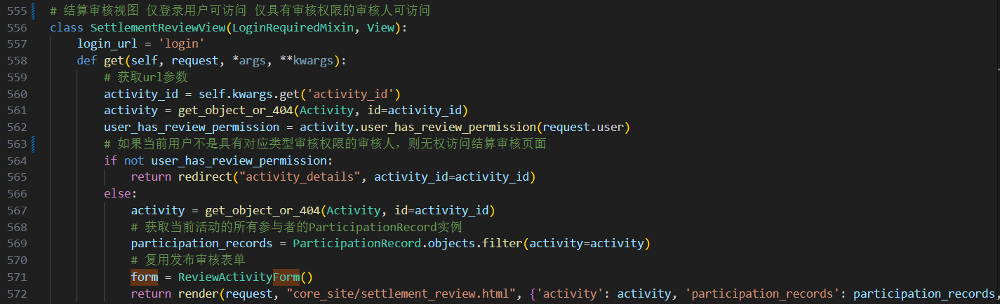 555 # 结算审核视图 仅登录用户可访问 仅具有审核权限的审核人可访问
556 class SettlementReviewView(LoginRequiredMixin, View):
557     login_url = 'login'
558     def get(self, request, *args, **kwargs):
559         # 获取url参数
560         activity_id = self.kwargs.get('activity_id')
561         activity = get_object_or_404(Activity, id=activity_id)
562         user_has_review_permission = activity.user_has_review_permission(request.user)
563         # 如果当前用户不是具有对应类型审核权限的审核人，则无权访问结算审核页面
564         if not user_has_review_permission:
565             return redirect("activity_details", activity_id=activity_id)
566         else:
567             activity = get_object_or_404(Activity, id=activity_id)
568             # 获取当前活动的所有参与者的ParticipationRecord实例
569             participation_records = ParticipationRecord.objects.filter(activity=activity)
570             # 复用发布审核表单
571             form = ReviewActivityForm()
572             return render(request, "core_site/settlement_review.html", {'activity': activity, 'participation_records': participation_records,